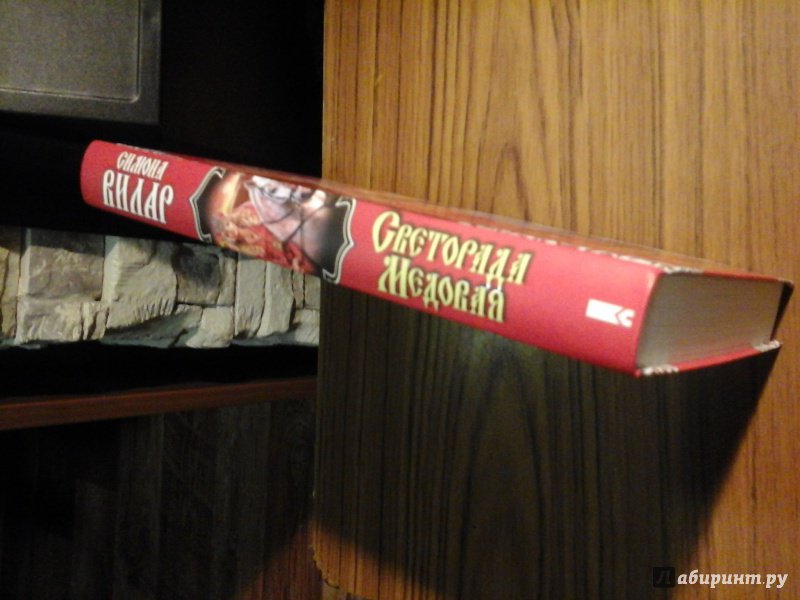 Симона
Вилар
Светорада
Медовая
Лабиринт.ру